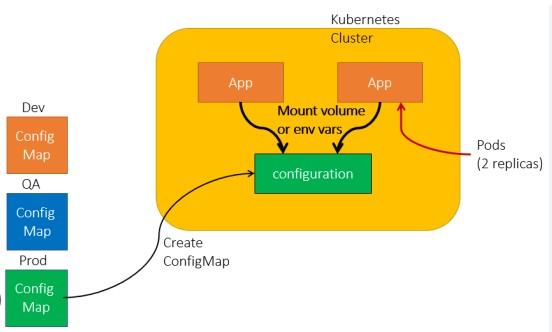 Kubernetes
Cluster
App
App
Mount volume
or env vars
configuration
Pods
(2 replicas)
Dev
Config
Map
QA
Config
Map
Prod
Config
Map
Create
ConfigMap